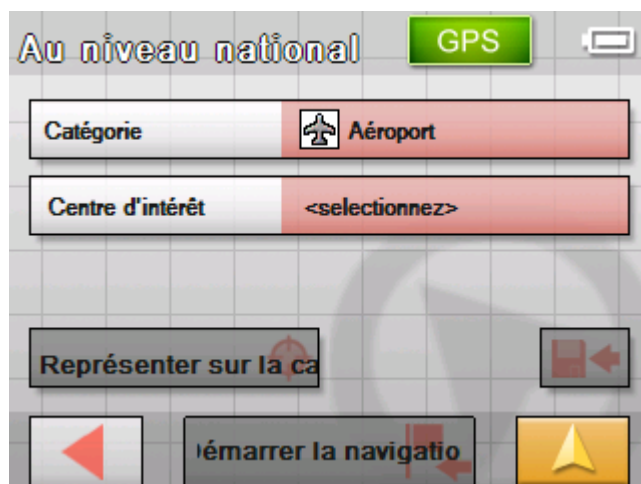 Au niveau national
GPS
Catégorie
Aéroport
Centre d'intérêt
<selectionnez>
Représenter sur la ca
émarrer la navigatio